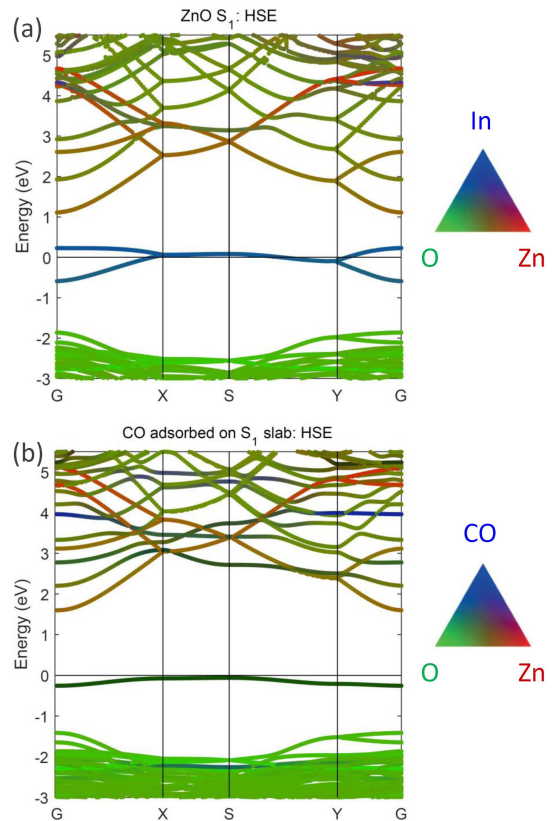 (a)
ZnO S₁: HSE
Energy (eV)
5
4
3
2
1
0
-1
-2
-3
G X S Y G
In
O Zn
(b)
CO adsorbed on S₁ slab: HSE
Energy (eV)
5
4
3
2
1
0
-1
-2
-3
G X S Y G
CO
O Zn